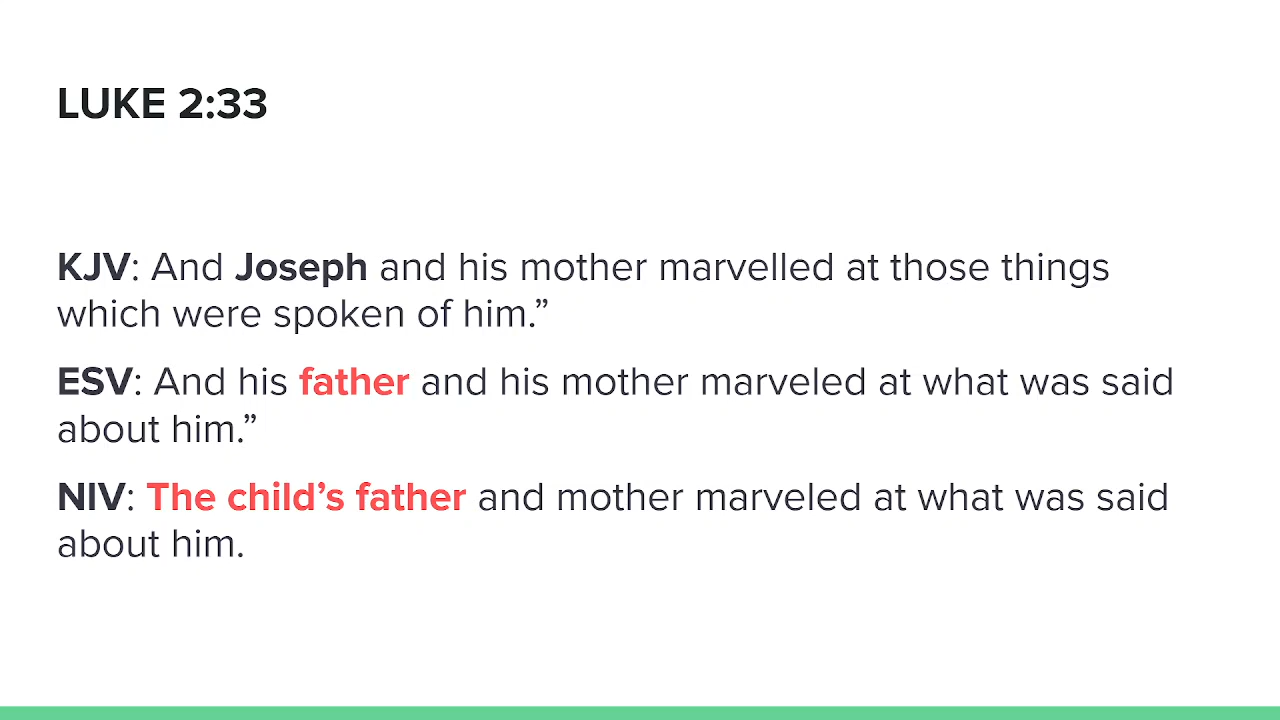 LUKE 2:33
KJV: And Joseph and his mother marvelled at those things
which were spoken of him.”
ESV: And his father and his mother marveled at what was said
about him.”
NIV: The child’s father and mother marveled at what was said
about him.